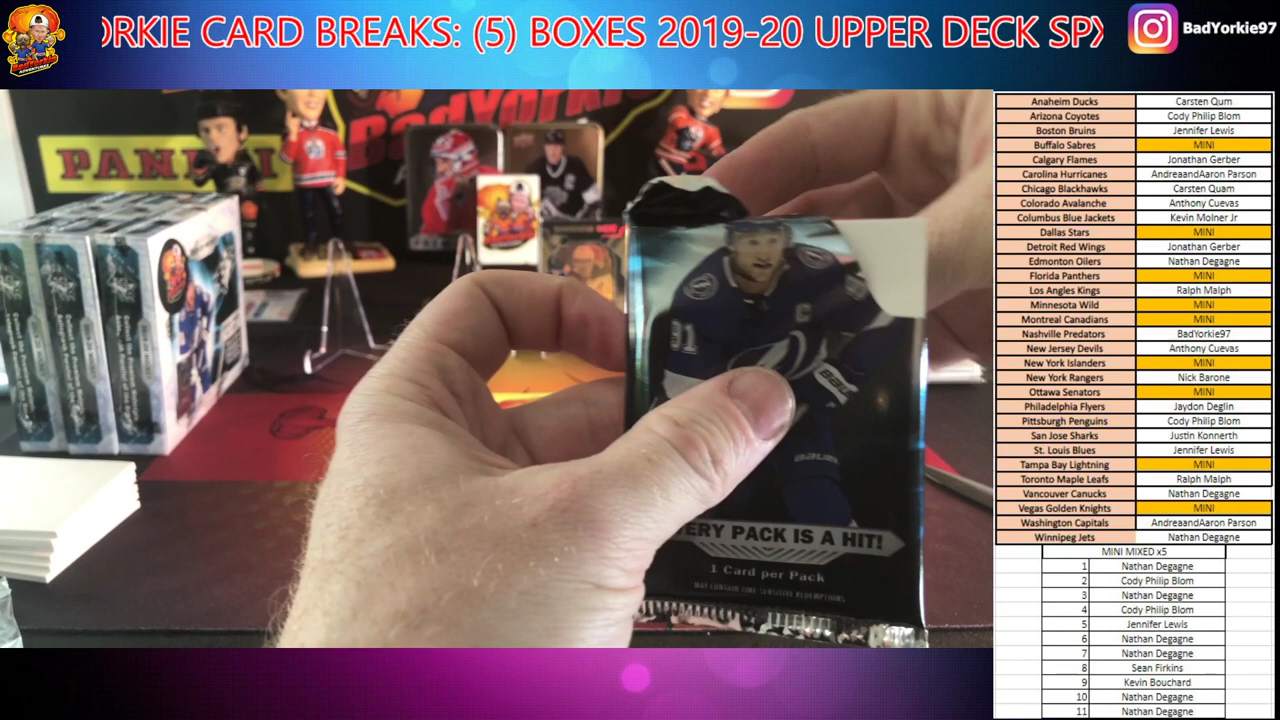 ORKIE CARD BREAKS: (5) BOXES 2019-20 UPPER DECK SPX
BadYorkie97
BadYorkie
PANINI
BadYorkie
81
C
BAUER
ERY PACK IS A HIT!
1 Card per Pack
*MAY CONTAIN TIME SENSITIVE REDEMPTIONS
Anaheim Ducks Carsten Qum
Arizona Coyotes Cody Philip Blom
Boston Bruins Jennifer Lewis
Buffalo Sabres MINI
Calgary Flames Jonathan Gerber
Carolina Hurricanes AndreaandAaron Parson
Chicago Blackhawks Carsten Quam
Colorado Avalanche Anthony Cuevas
Columbus Blue Jackets Kevin Molner Jr
Dallas Stars MINI
Detroit Red Wings Jonathan Gerber
Edmonton Oilers Nathan Degagne
Florida Panthers MINI
Los Angles Kings Ralph Malph
Minnesota Wild MINI
Montreal Canadians MINI
Nashville Predators BadYorkie97
New Jersey Devils Anthony Cuevas
New York Islanders MINI
New York Rangers Nick Barone
Ottawa Senators MINI
Philadelphia Flyers Jaydon Deglin
Pittsburgh Penguins Cody Philip Blom
San Jose Sharks Justin Konnerth
St. Louis Blues Jennifer Lewis
Tampa Bay Lightning MINI
Toronto Maple Leafs Ralph Malph
Vancouver Canucks Nathan Degagne
Vegas Golden Knights MINI
Washington Capitals AndreaandAaron Parson
Winnipeg Jets Nathan Degagne
MINI MIXED x5
1 Nathan Degagne
2 Cody Philip Blom
3 Nathan Degagne
4 Cody Philip Blom
5 Jennifer Lewis
6 Nathan Degagne
7 Nathan Degagne
8 Sean Firkins
9 Kevin Bouchard
10 Nathan Degagne
11 Nathan Degagne